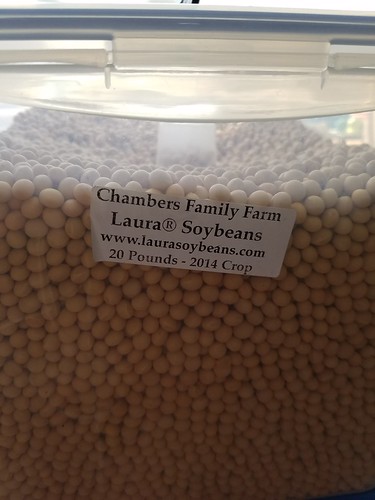 Chambers Family Farm
Laura® Soybeans
www.laurasoybeans.com
20 Pounds - 2014 Crop